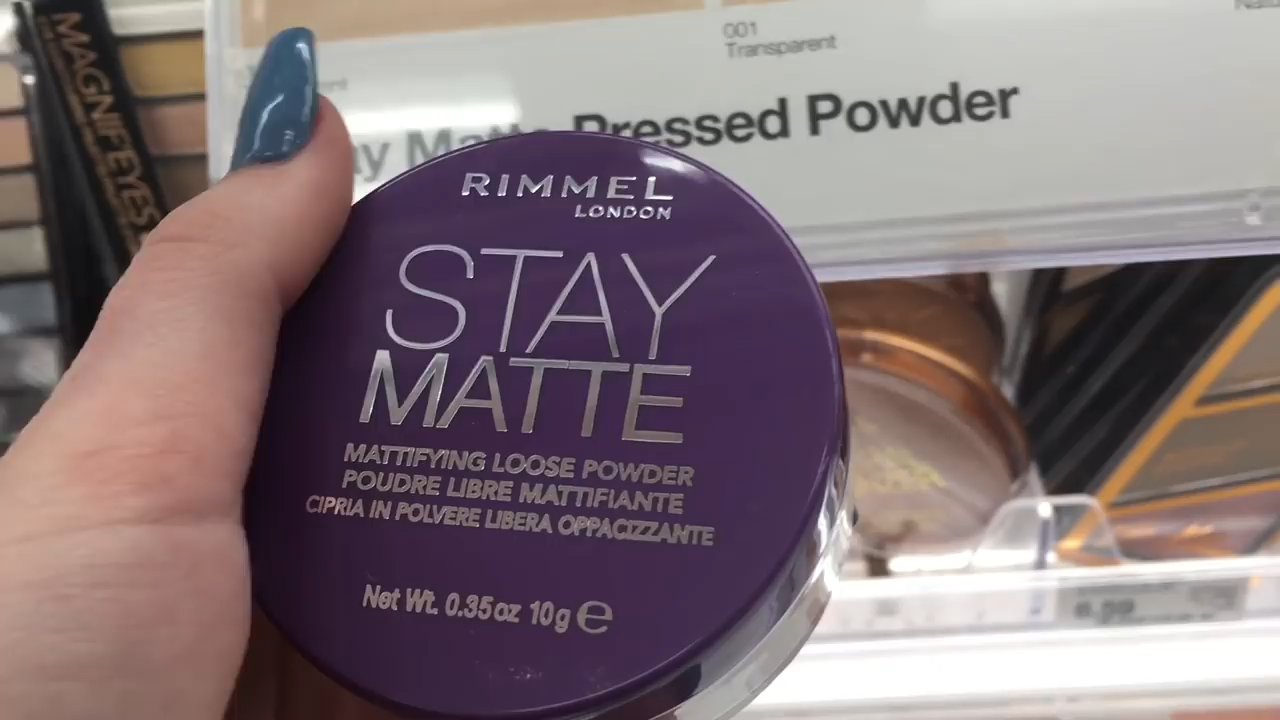 MAGNIFEYES
001
Transparent
Pressed Powder
RIMMEL
LONDON
STAY
MATTE
MATTIFYING LOOSE POWDER
POUDRE LIBRE MATTIFIANTE
CIPRIA IN POLVERE LIBERA OPPACIZZANTE
Net Wt. 0.35oz 10g e